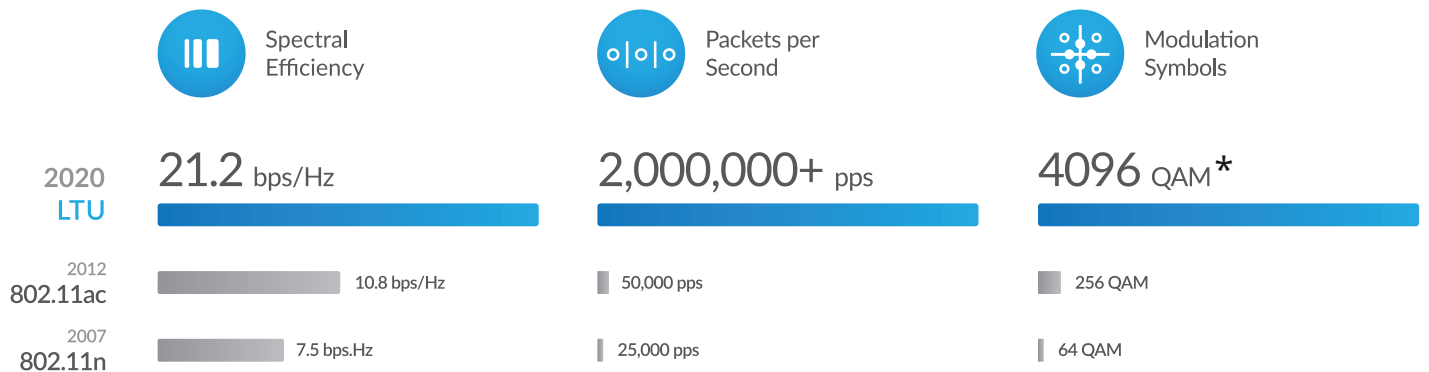 Spectral
Efficiency
Packets per
Second
Modulation
Symbols
2020
LTU
21.2 bps/Hz
2,000,000+ pps
4096 QAM*
2012
802.11ac
10.8 bps/Hz
50,000 pps
256 QAM
2007
802.11n
7.5 bps.Hz
25,000 pps
64 QAM